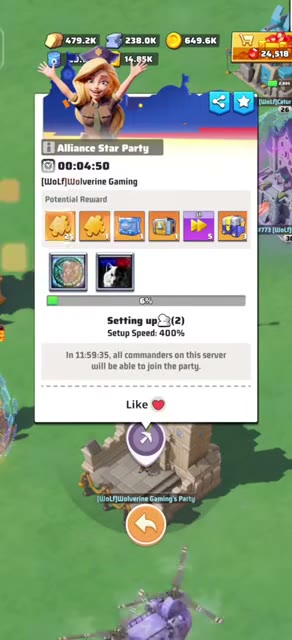 479.2K
238.0K
649.6K
14.85K
24,518
Alliance Star Party
00:04:50
[WoLf]Wolverine Gaming
Potential Reward
5
6%
Setting up (2)
Setup Speed: 400%
In 11:59:35, all commanders on this server
will be able to join the party.
Like
[WoLf]Wolverine Gaming's Party